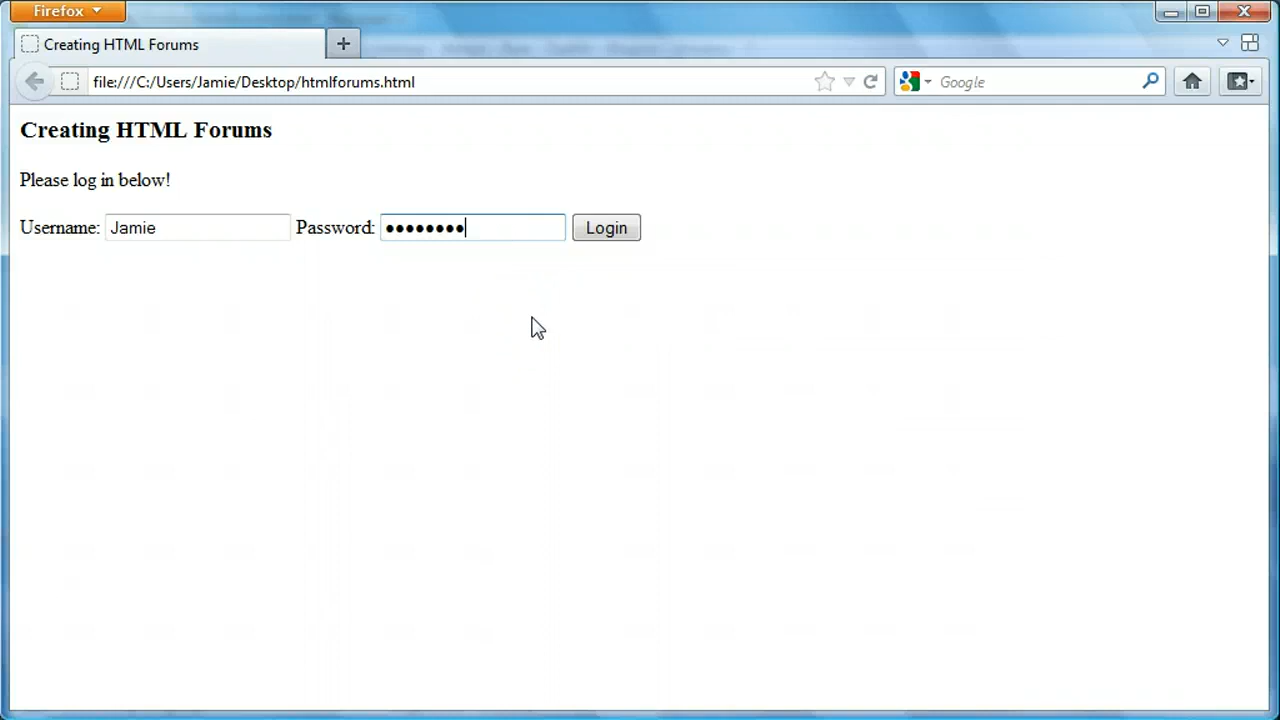 Firefox
Creating HTML Forums
file:///C:/Users/Jamie/Desktop/htmlforums.html Google
Creating HTML Forums
Please log in below!
Username: Jamie Password: •••••••• Login